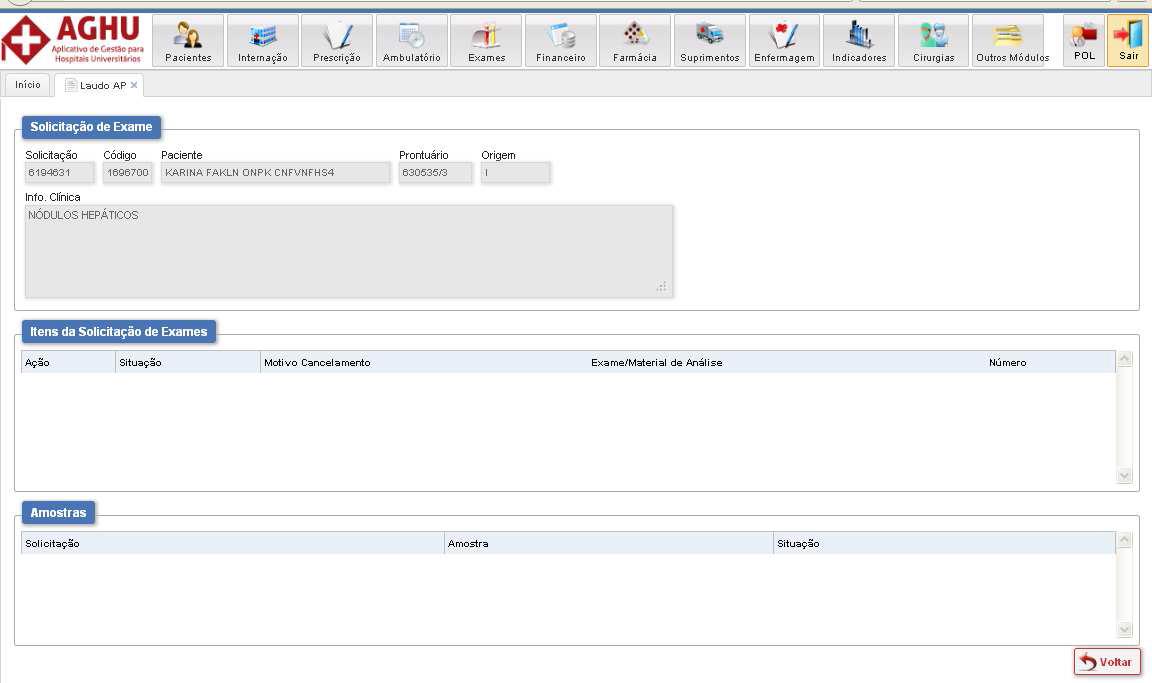 AGHU
Aplicativo de Gestão para
Hospitais Universitários
Pacientes
Internação
Prescrição
Ambulatório
Exames
Financeiro
Farmácia
Suprimentos
Enfermagem
Indicadores
Cirurgias
Outros Módulos
POL
Sair
Início
Laudo AP
Solicitação de Exame
Solicitação Código Paciente Prontuário Origem
6194631 1696700 KARINA FAKLN ONPK CNFVNFHS4 630535/3 I
Info. Clínica
NÓDULOS HEPÁTICOS
Itens da Solicitação de Exames
Ação Situação Motivo Cancelamento Exame/Material de Análise Número
Amostras
Solicitação Amostra Situação
Voltar